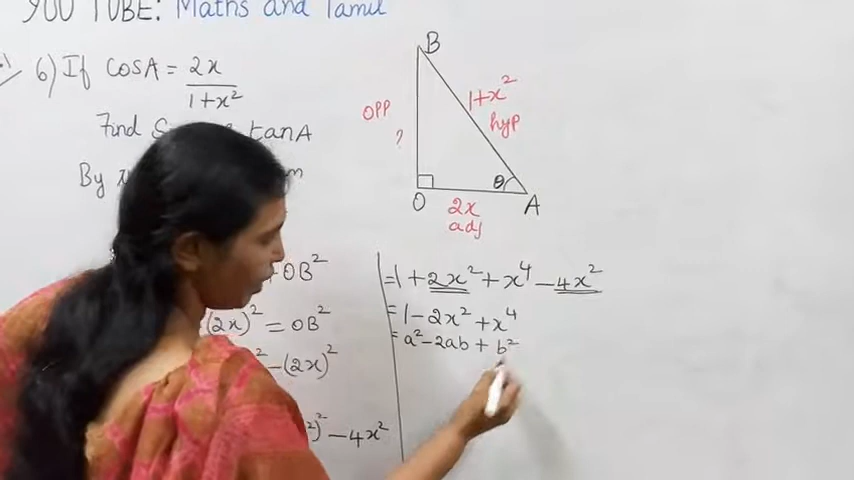 YOU TUBE: Maths and Tamil
6) If cosA = 2x
1+x²
Find tanA
By
B
opp
?
1+x²
hyp
θ
O
A
2x
adj
+OB²
(2x)² = OB²
² -(2x)²
²)² -4x²
=1 + 2x² + x⁴ -4x²
= 1 - 2x² + x⁴
= a² - 2ab + b²